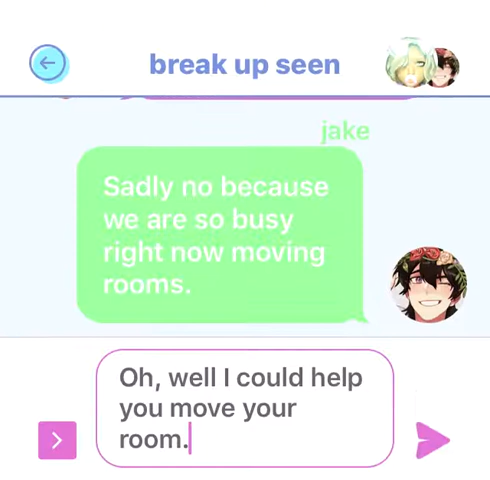 break up seen
jake
Sadly no because
we are so busy
right now moving
rooms.
Oh, well I could help
you move your
room.